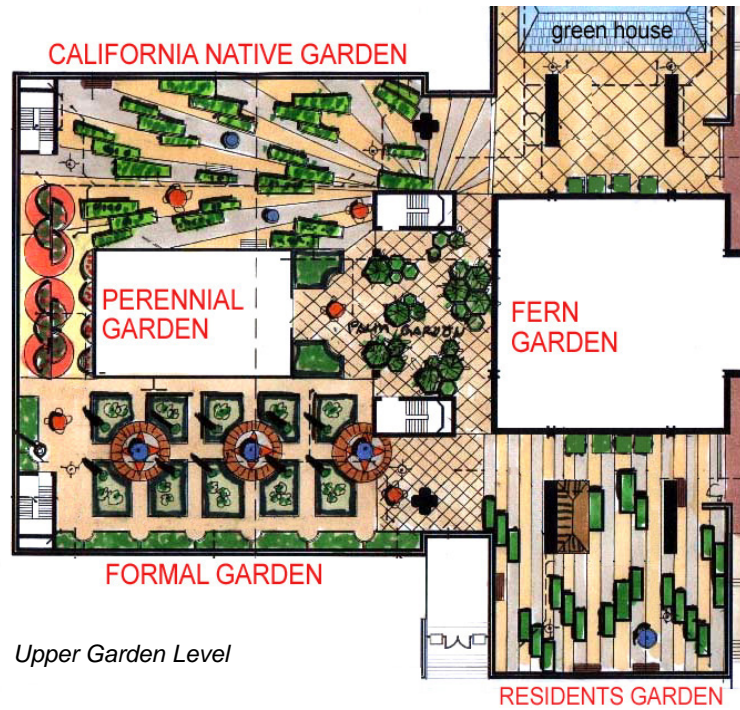 green house
CALIFORNIA NATIVE GARDEN
PERENNIAL
GARDEN
PALM GARDEN
FERN
GARDEN
FORMAL GARDEN
Upper Garden Level
RESIDENTS GARDEN